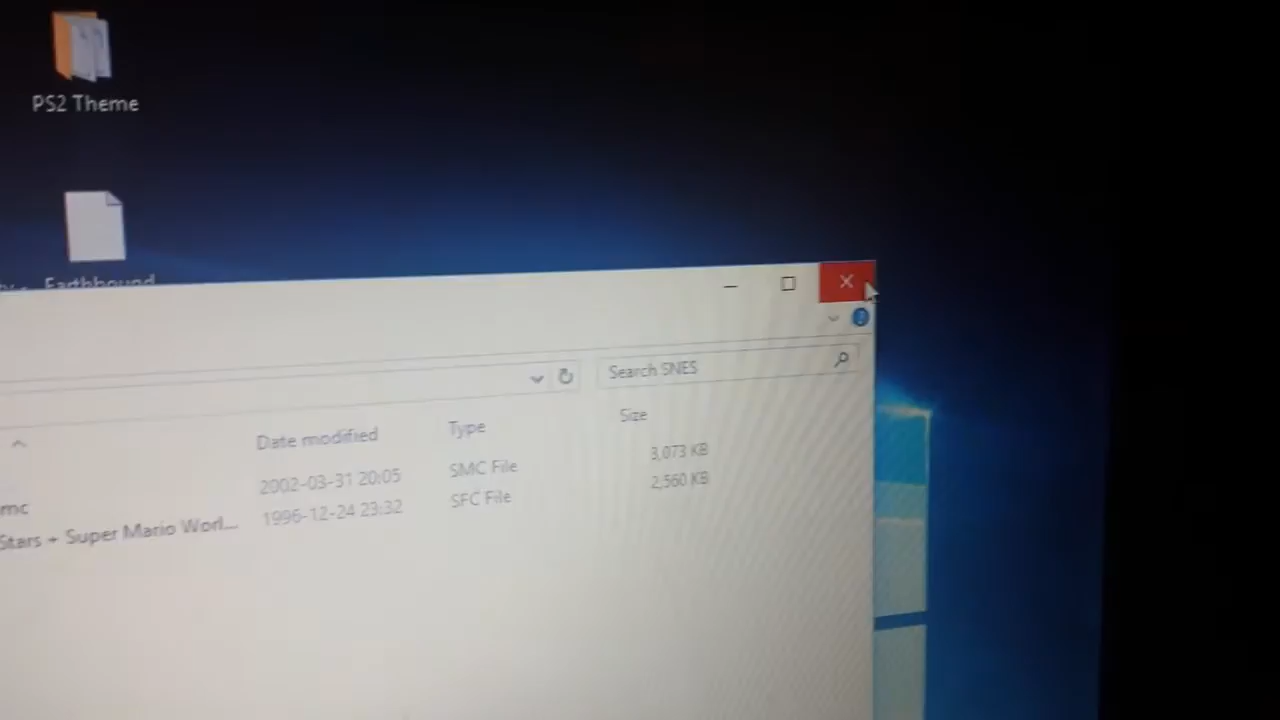 PS2 Theme
Earthbound
Search SNES
Date modified Type Size
mc 2002-03-31 20:05 SMC File 3,073 KB
Stars + Super Mario Worl... 1996-12-24 23:32 SFC File 2,560 KB